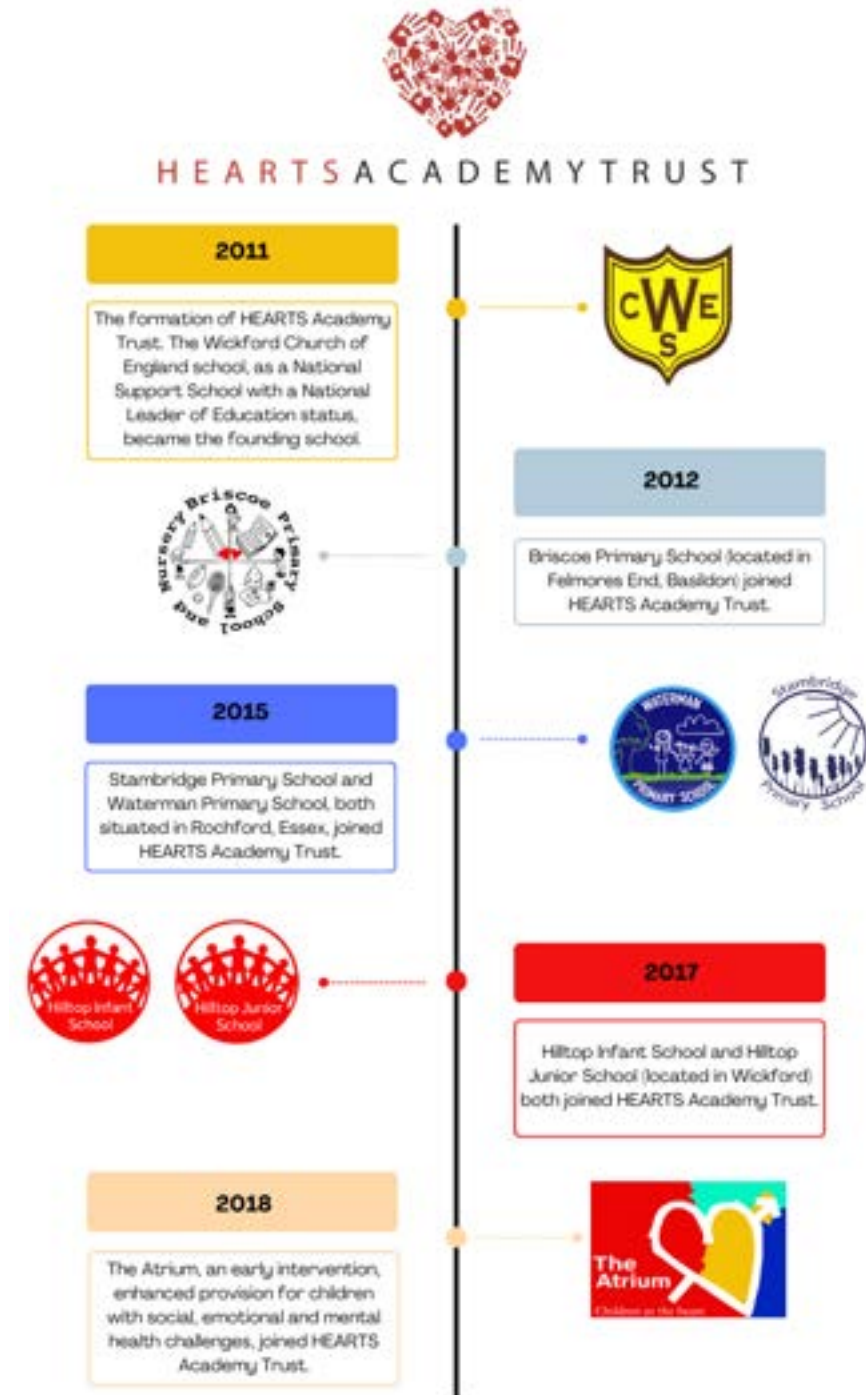 HEARTSACADEMYTRUST
2011
The formation of HEARTS Academy
Trust. The Wickford Church of
England school, as a National
Support School with a National
Leader of Education status,
became the founding school.
C W E
S
2012
Briscoe Primary School (located in
Felmores End, Basildon) joined
HEARTS Academy Trust.
Briscoe Primary School and Nursery
2015
Stambridge Primary School and
Waterman Primary School, both
situated in Rochford, Essex, joined
HEARTS Academy Trust.
WATERMAN
PRIMARY SCHOOL
Stambridge
Primary School
Hilltop Infant
School
Hilltop Junior
School
2017
Hilltop Infant School and Hilltop
Junior School (located in Wickford)
both joined HEARTS Academy Trust.
2018
The Atrium, an early intervention,
enhanced provision for children
with social, emotional and mental
health challenges, joined HEARTS
Academy Trust.
The
Atrium
Children at the heart